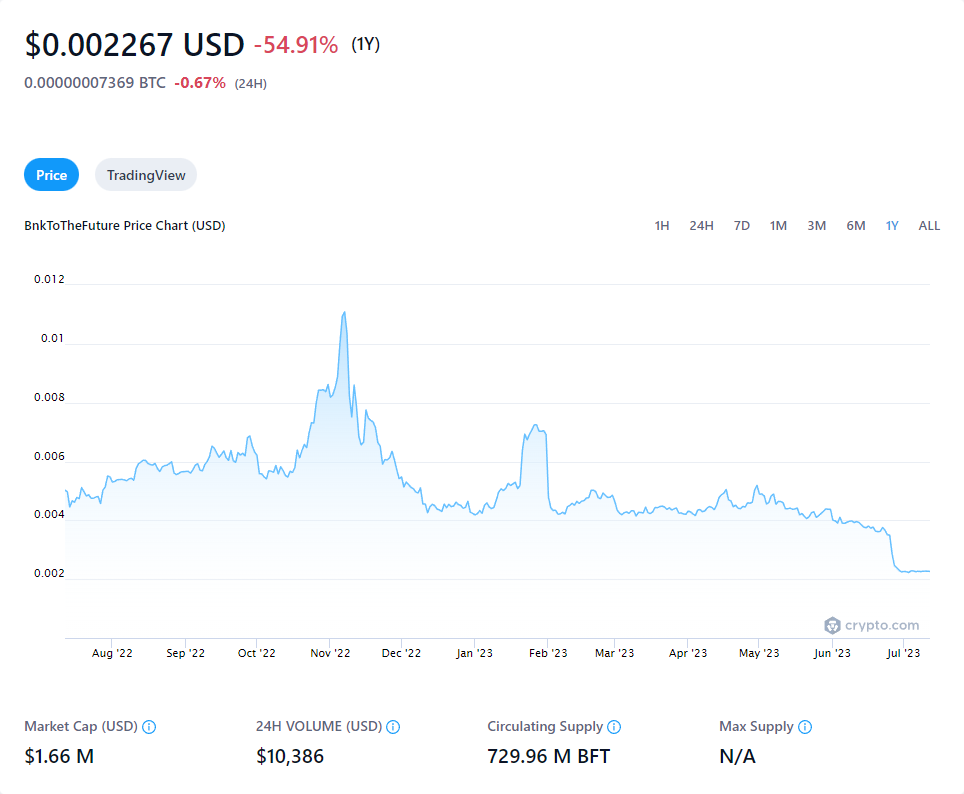 $0.002267 USD -54.91% (1Y)
0.00000007369 BTC -0.67% (24H)
Price TradingView
BnkToTheFuture Price Chart (USD) 1H 24H 7D 1M 3M 6M 1Y ALL
0.012
0.01
0.008
0.006
0.004
0.002
crypto.com
Aug '22 Sep '22 Oct '22 Nov '22 Dec '22 Jan '23 Feb '23 Mar '23 Apr '23 May '23 Jun '23 Jul '23
Market Cap (USD) 24H VOLUME (USD) Circulating Supply Max Supply
$1.66 M $10,386 729.96 M BFT N/A